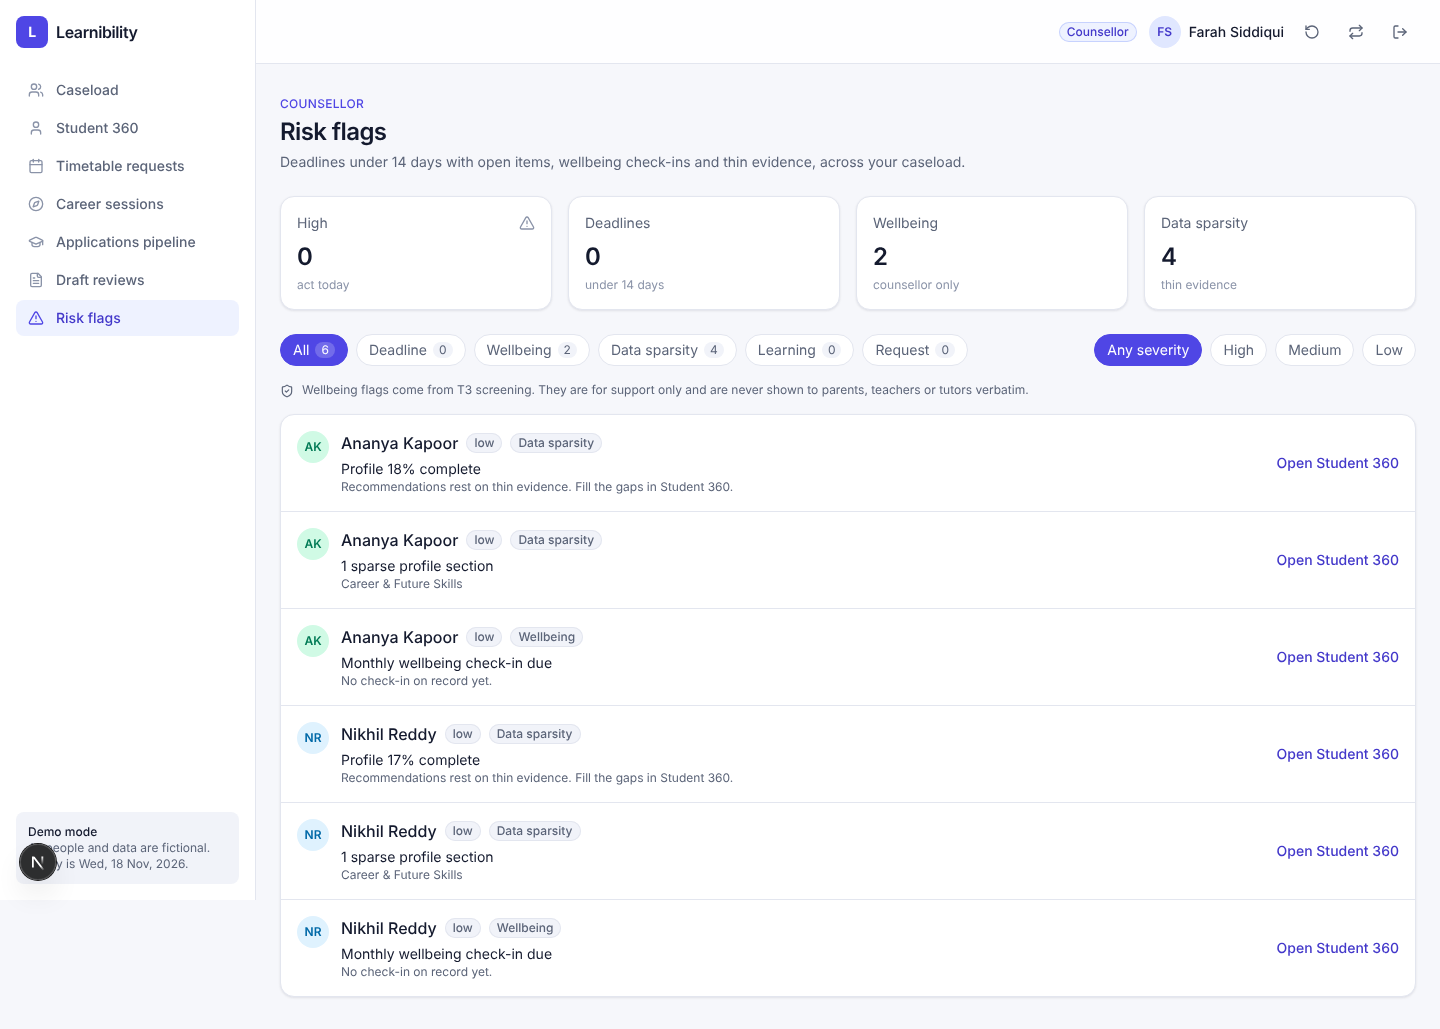 L Learnibility
Counsellor FS Farah Siddiqui
Caseload
Student 360
Timetable requests
Career sessions
Applications pipeline
Draft reviews
Risk flags
Demo mode
people and data are fictional.
is Wed, 18 Nov, 2026.
N
COUNSELLOR
Risk flags
Deadlines under 14 days with open items, wellbeing check-ins and thin evidence, across your caseload.
High
0
act today
Deadlines
0
under 14 days
Wellbeing
2
counsellor only
Data sparsity
4
thin evidence
All 6 Deadline 0 Wellbeing 2 Data sparsity 4 Learning 0 Request 0 Any severity High Medium Low
Wellbeing flags come from T3 screening. They are for support only and are never shown to parents, teachers or tutors verbatim.
AK Ananya Kapoor low Data sparsity
Profile 18% complete
Recommendations rest on thin evidence. Fill the gaps in Student 360.
Open Student 360
AK Ananya Kapoor low Data sparsity
1 sparse profile section
Career & Future Skills
Open Student 360
AK Ananya Kapoor low Wellbeing
Monthly wellbeing check-in due
No check-in on record yet.
Open Student 360
NR Nikhil Reddy low Data sparsity
Profile 17% complete
Recommendations rest on thin evidence. Fill the gaps in Student 360.
Open Student 360
NR Nikhil Reddy low Data sparsity
1 sparse profile section
Career & Future Skills
Open Student 360
NR Nikhil Reddy low Wellbeing
Monthly wellbeing check-in due
No check-in on record yet.
Open Student 360